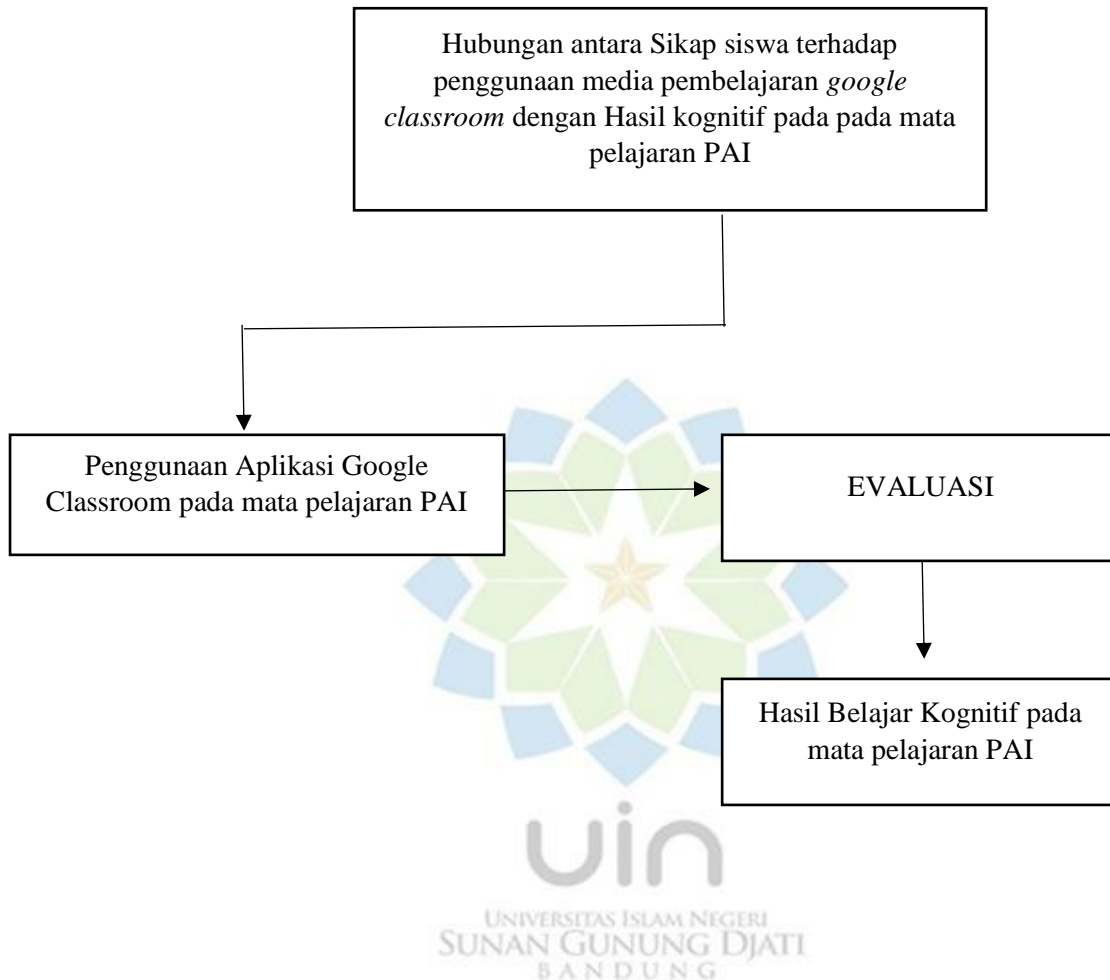 Hubungan antara Sikap siswa terhadap
penggunaan media pembelajaran google
classroom dengan Hasil kognitif pada pada mata
pelajaran PAI
Penggunaan Aplikasi Google
Classroom pada mata pelajaran PAI
EVALUASI
Hasil Belajar Kognitif pada
mata pelajaran PAI
uin
UNIVERSITAS ISLAM NEGERI
SUNAN GUNUNG DJATI
BANDUNG